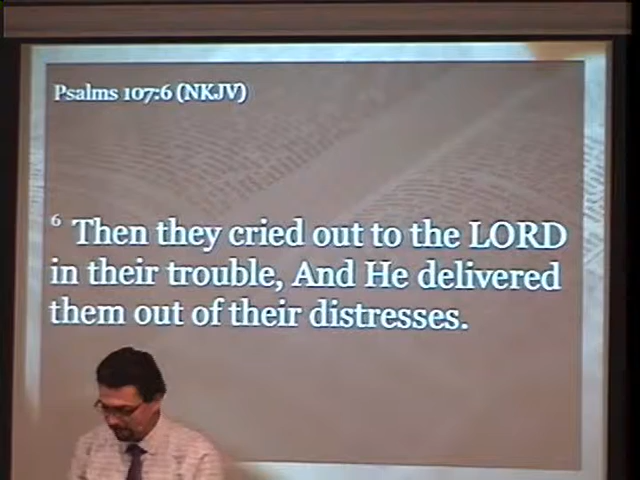 Psalms 107:6 (NKJV)
6 Then they cried out to the LORD
in their trouble, And He delivered
them out of their distresses.